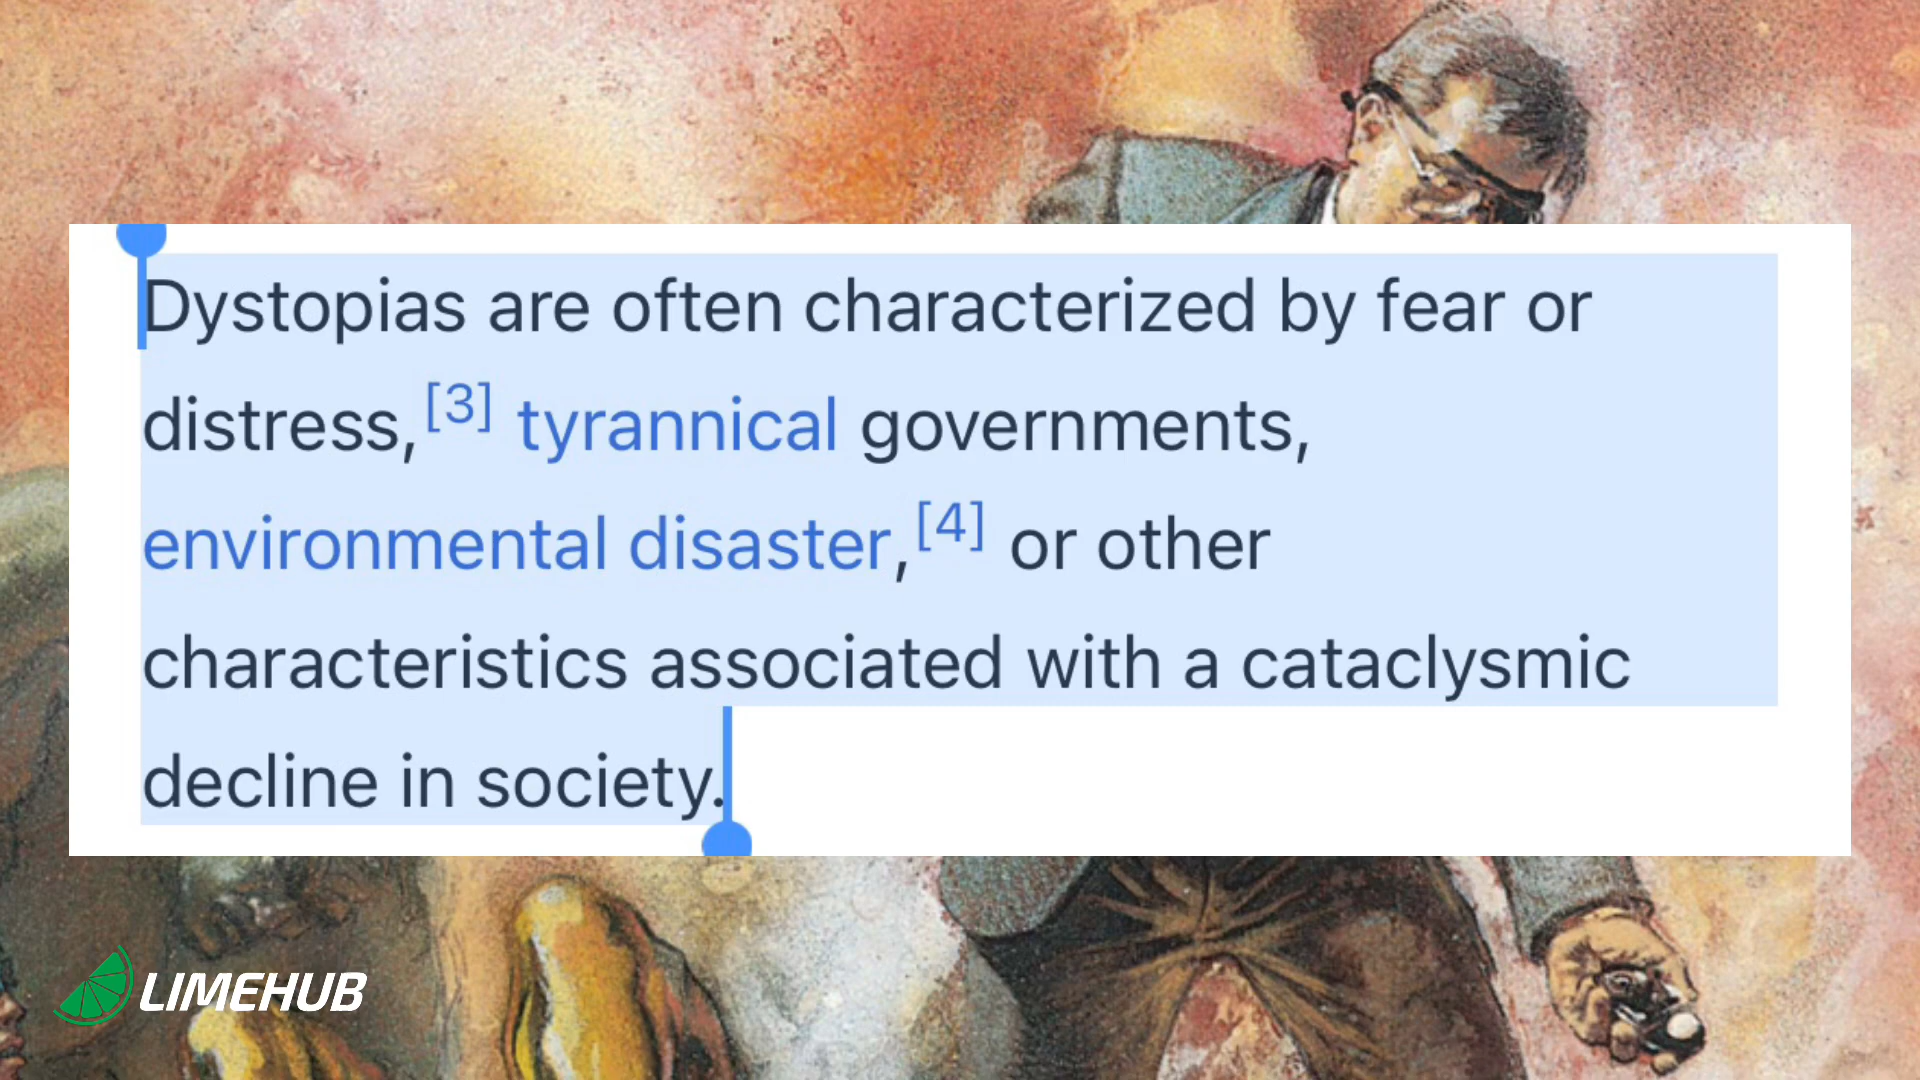 Dystopias are often characterized by fear or
distress,[3] tyrannical governments,
environmental disaster,[4] or other
characteristics associated with a cataclysmic
decline in society.
LIMEHUB